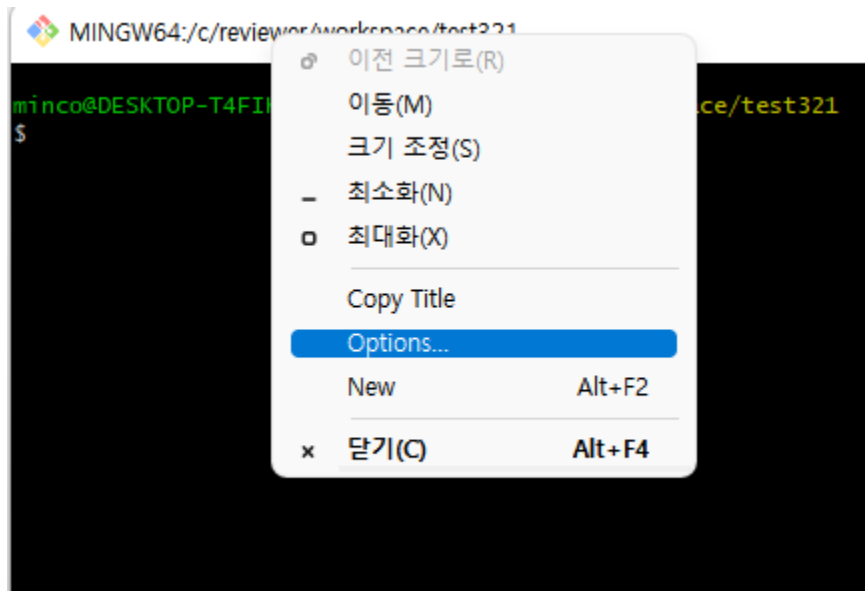 MINGW64:/c/reviewer/workspace/test321
이전 크기로(R)
minco@DESKTOP-T4FI ce/test321
이동(M)
$
크기 조정(S)
최소화(N)
최대화(X)
Copy Title
Options...
New Alt+F2
닫기(C) Alt+F4